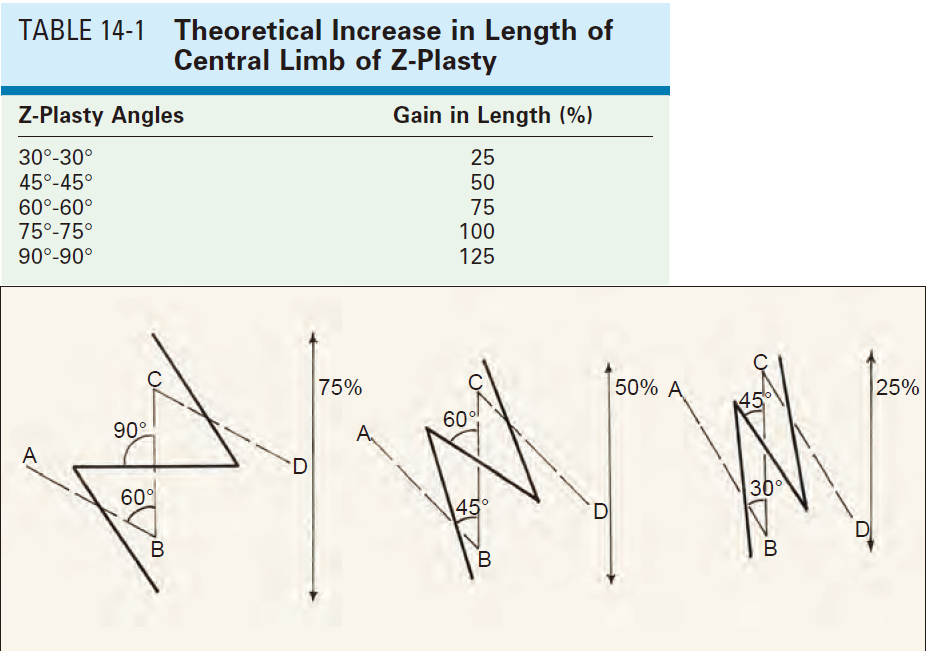 TABLE 14-1 Theoretical Increase in Length of
Central Limb of Z-Plasty
Z-Plasty Angles Gain in Length (%)
30°-30° 25
45°-45° 50
60°-60° 75
75°-75° 100
90°-90° 125
C
75%
90°
A
D
60°
B
C
50%
60°
A
45°
D
B
C
25%
A
45°
30°
D
B